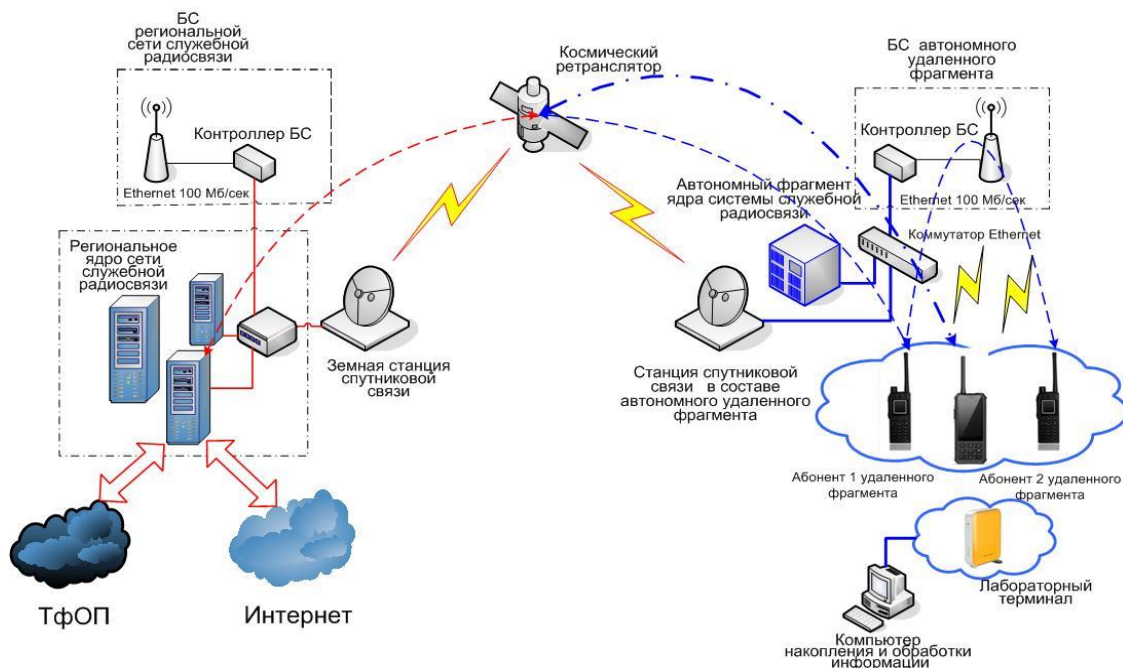 БС
региональной
сети служебной
радиосвязи
Контроллер БС
Ethernet 100 Мб/сек
Региональное
ядро сети
служебной
радиосвязи
Земная станция
спутниковой
связи
ТфОП
Интернет
Космический
ретранслятор
БС автономного
удаленного
фрагмента
Контроллер БС
Ethernet 100 Мб/сек
Автономный фрагмент
ядра системы служебной
радиосвязи
Коммутатор Ethernet
Станция спутниковой
связи в составе
автономного удаленного
фрагмента
Абонент 1 удаленного
фрагмента
Абонент 2 удаленного
фрагмента
Лабораторный
терминал
Компьютер
накопления и обработки
информации